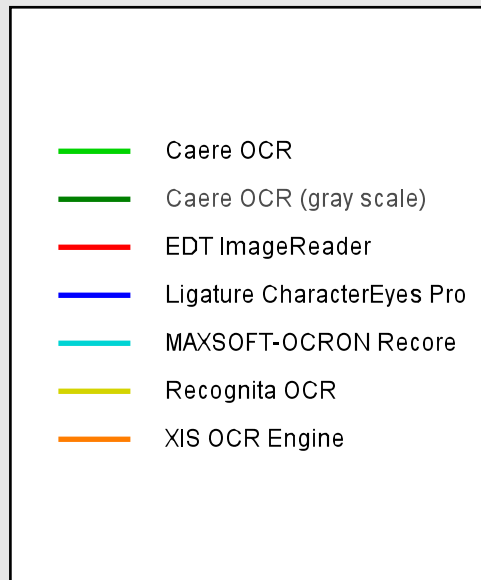 Caere OCR
Caere OCR (gray scale)
EDT ImageReader
Ligature CharacterEyes Pro
MAXSOFT-OCRON Recore
Recognita OCR
XIS OCR Engine